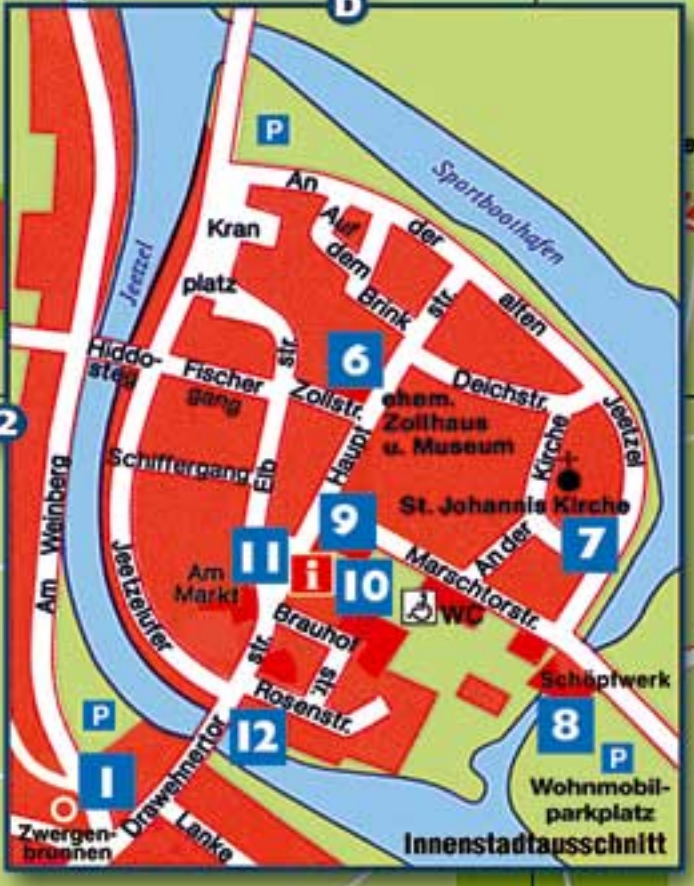 D
P
Sportboothafen
An
der
alten
Jeetzel
Auf
dem
Brink
Kran
platz
Jeetzel
str.
str.
6
Hiddo-
steg
Fischer
gang
Zollstr.
Deichstr.
ehem.
Zollhaus
u. Museum
2
Haupt
Kirche
Schiffergang
Elb
St. Johannis Kirche
Am Weinberg
9
7
An der
11
i
10
Marschtorstr.
Jeetzelufer
Am
Markt
WC
Brauhof
str.
str.
Rosenstr.
Schöpfwerk
P
12
8
P
1
Drawehnertor
Wohnmobil-
parkplatz
Zwergen-
brunnen
Lanke
Innenstadtausschnitt